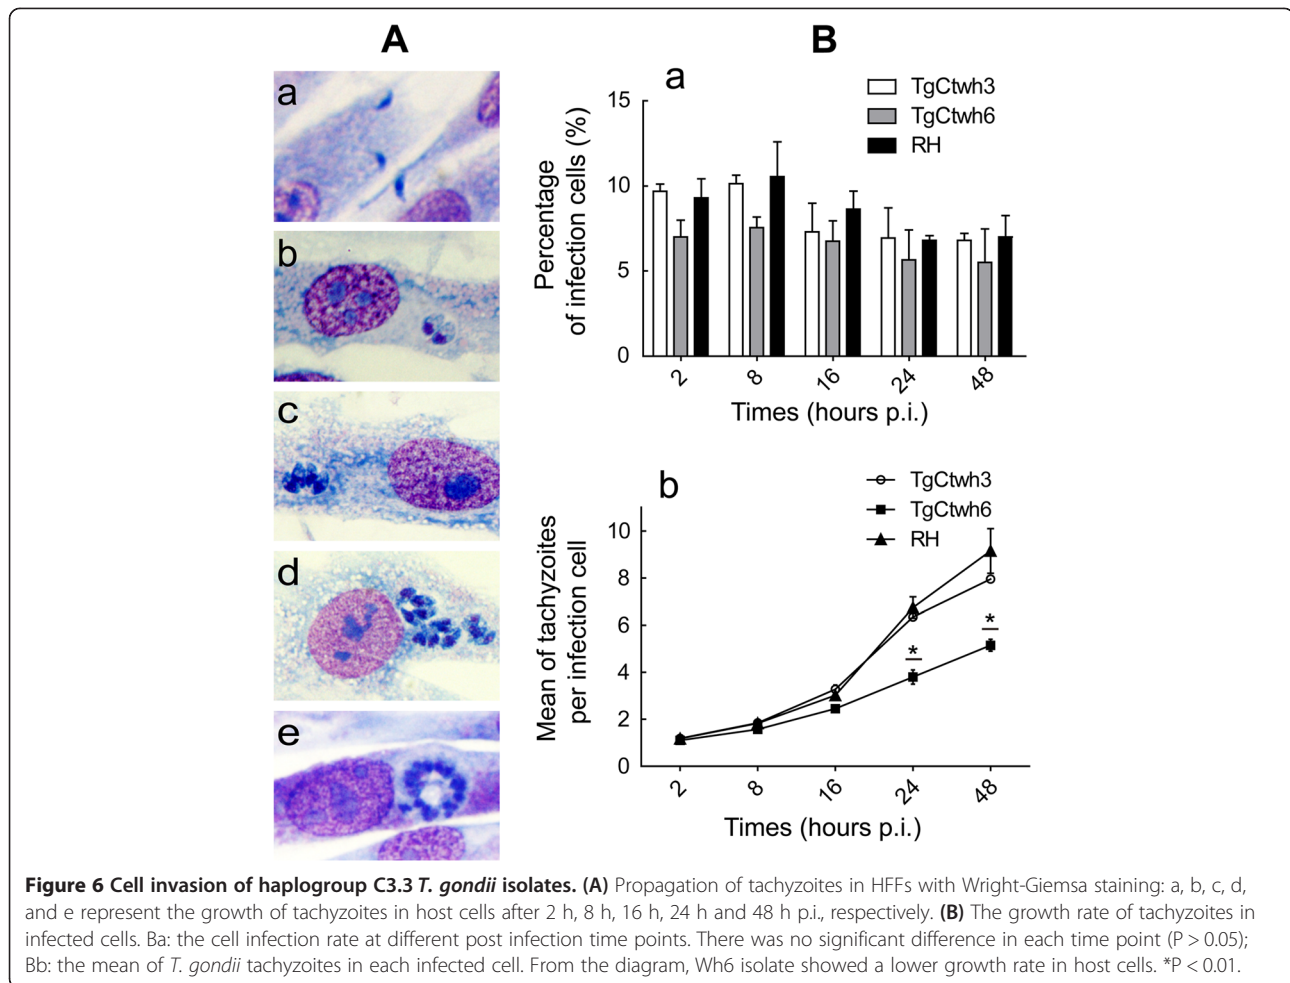 A
B
a
b
c
d
e
a
TgCtwh3
TgCtwh6
RH
Percentage
of infection cells (%)
15
10
5
0
2
8
16
24
48
Times (hours p.i.)
b
TgCtwh3
TgCtwh6
RH
Mean of tachyzoites
per infection cell
10
8
6
4
2
0
*
*
2
8
16
24
48
Times (hours p.i.)
Figure 6 Cell invasion of haplogroup C3.3 T. gondii isolates. (A) Propagation of tachyzoites in HFFs with Wright-Giemsa staining: a, b, c, d,
and e represent the growth of tachyzoites in host cells after 2 h, 8 h, 16 h, 24 h and 48 h p.i., respectively. (B) The growth rate of tachyzoites in
infected cells. Ba: the cell infection rate at different post infection time points. There was no significant difference in each time point (P > 0.05);
Bb: the mean of T. gondii tachyzoites in each infected cell. From the diagram, Wh6 isolate showed a lower growth rate in host cells. *P < 0.01.